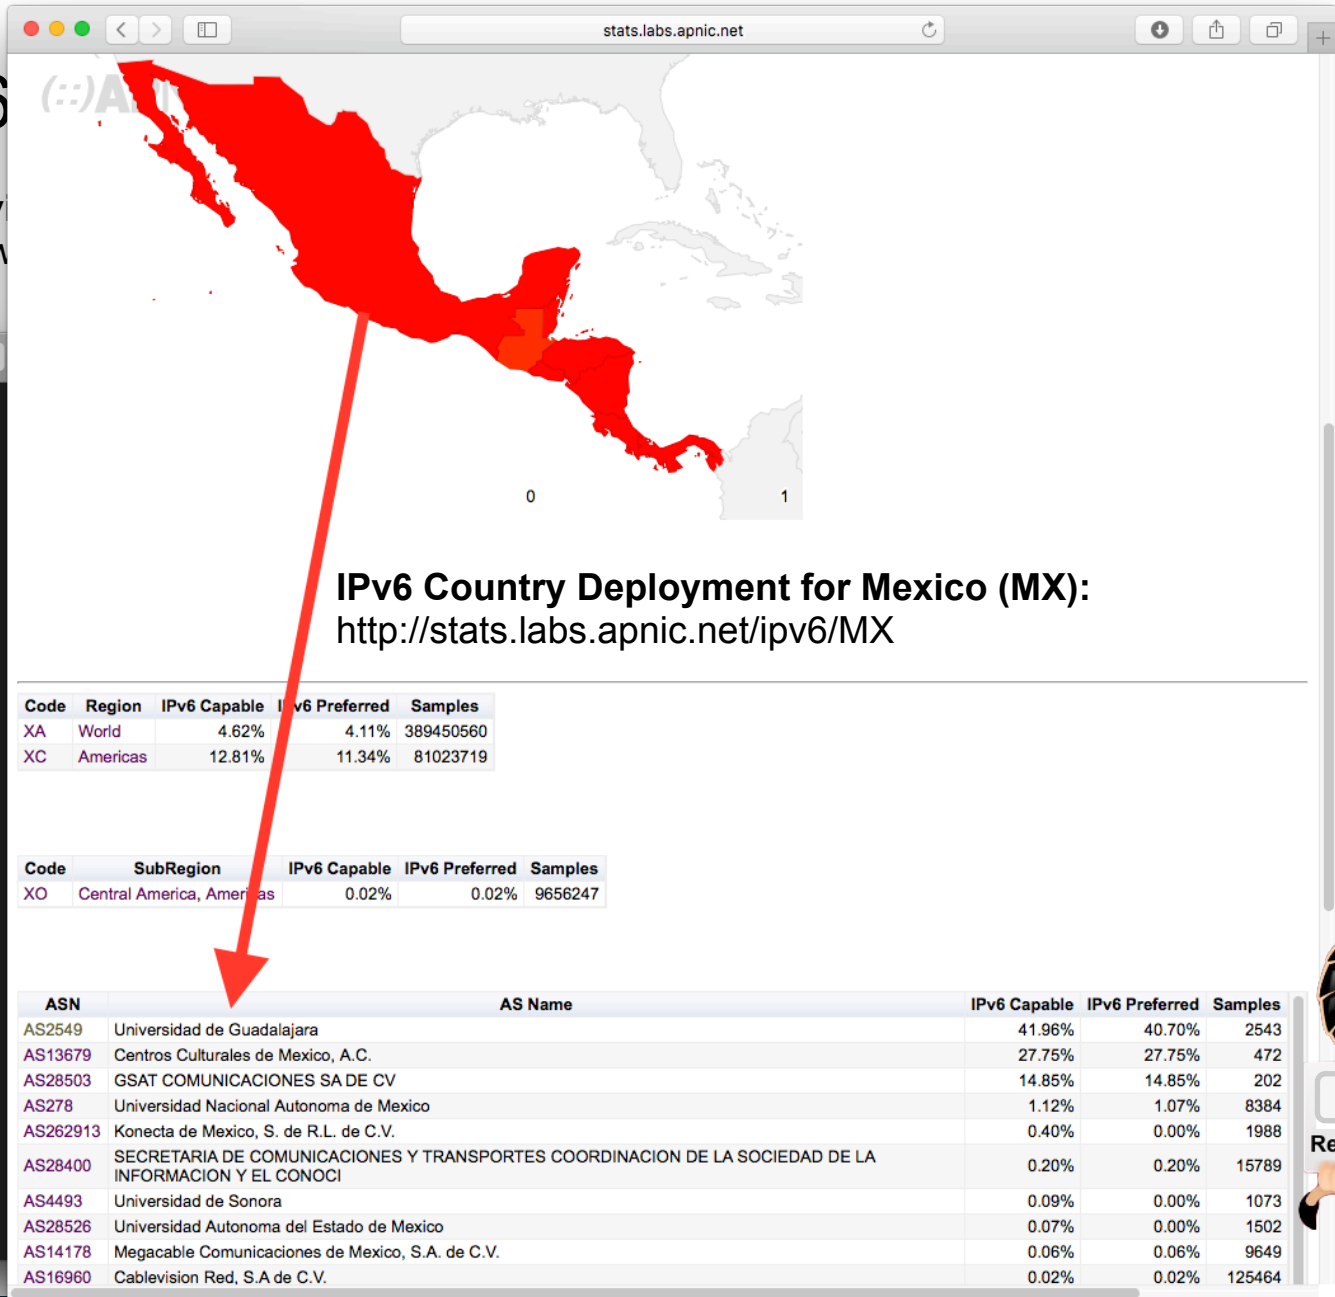 stats.labs.apnic.net
(::)AP
0
1
IPv6 Country Deployment for Mexico (MX):
http://stats.labs.apnic.net/ipv6/MX
Code Region IPv6 Capable IPv6 Preferred Samples
XA World 4.62% 4.11% 389450560
XC Americas 12.81% 11.34% 81023719
Code SubRegion IPv6 Capable IPv6 Preferred Samples
XO Central America, Americas 0.02% 0.02% 9656247
ASN AS Name IPv6 Capable IPv6 Preferred Samples
AS2549 Universidad de Guadalajara 41.96% 40.70% 2543
AS13679 Centros Culturales de Mexico, A.C. 27.75% 27.75% 472
AS28503 GSAT COMUNICACIONES SA DE CV 14.85% 14.85% 202
AS278 Universidad Nacional Autonoma de Mexico 1.12% 1.07% 8384
AS262913 Konecta de Mexico, S. de R.L. de C.V. 0.40% 0.00% 1988
AS28400 SECRETARIA DE COMUNICACIONES Y TRANSPORTES COORDINACION DE LA SOCIEDAD DE LA
INFORMACION Y EL CONOCI 0.20% 0.20% 15789
AS4493 Universidad de Sonora 0.09% 0.00% 1073
AS28526 Universidad Autonoma del Estado de Mexico 0.07% 0.00% 1502
AS14178 Megacable Comunicaciones de Mexico, S.A. de C.V. 0.06% 0.06% 9649
AS16960 Cablevision Red, S.A de C.V. 0.02% 0.02% 125464
Re